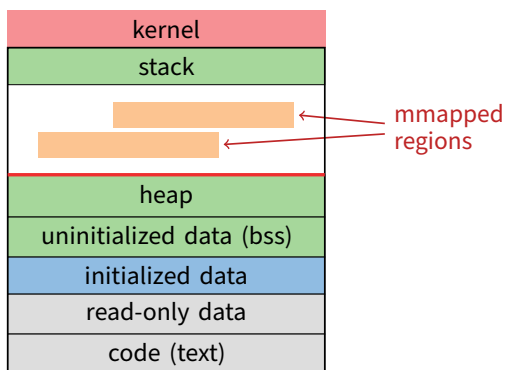 kernel
stack
mmapped
regions
heap
uninitialized data (bss)
initialized data
read-only data
code (text)